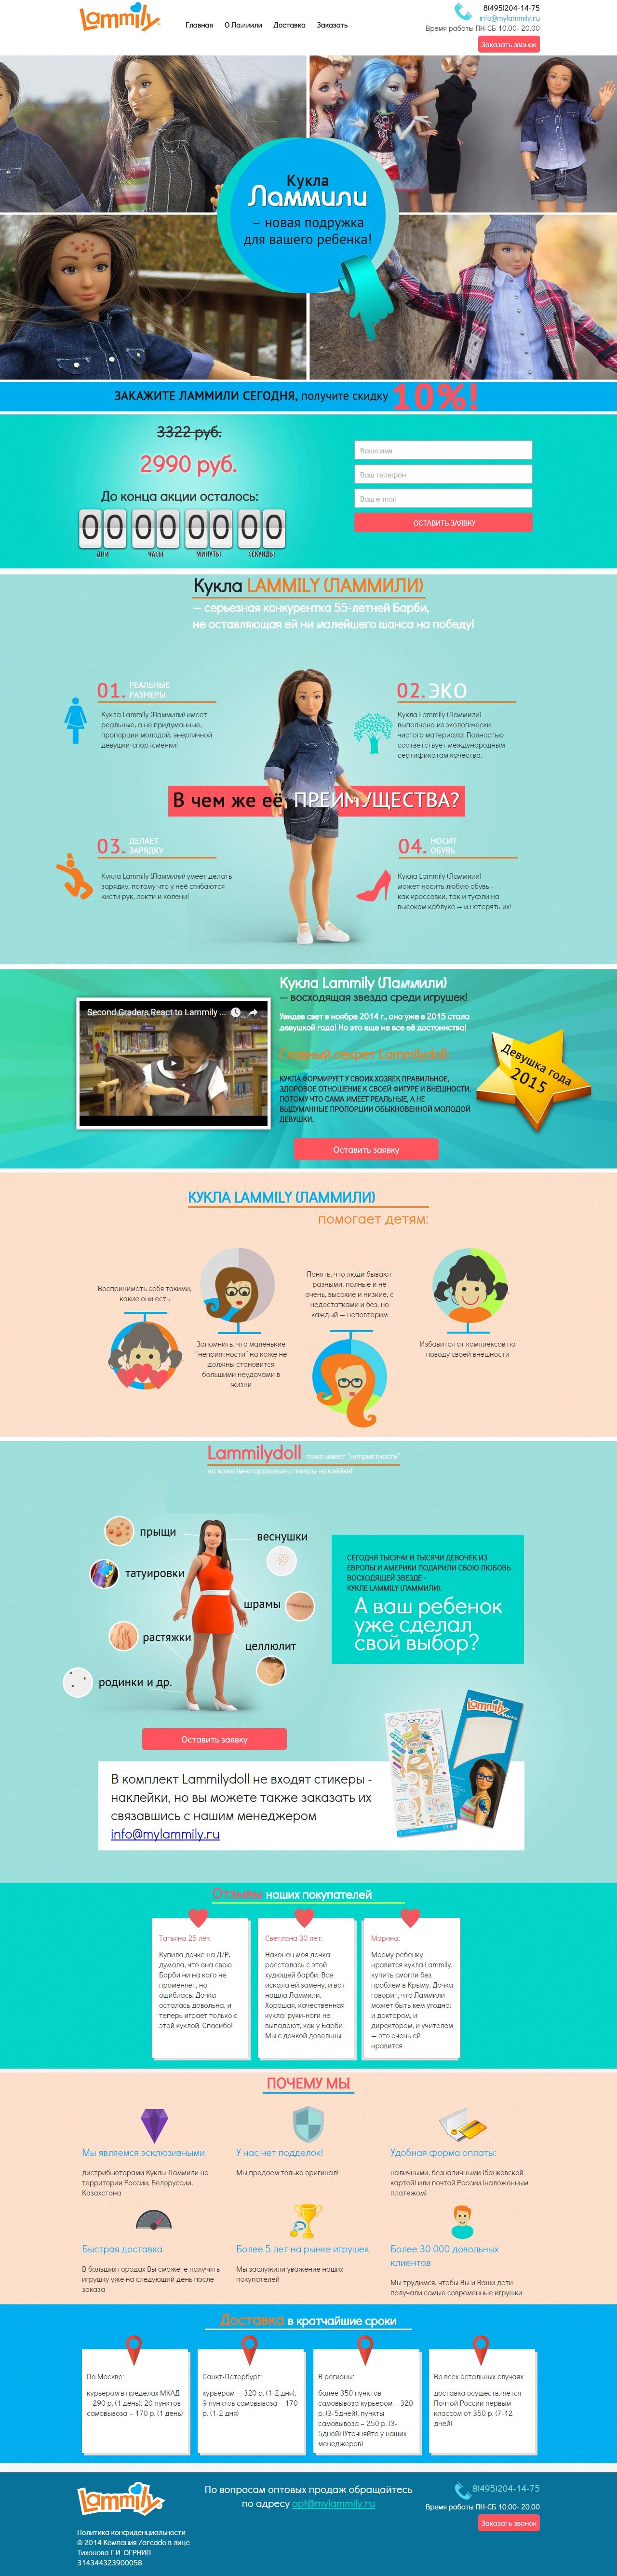 Lammily
Главная О Ламмили Доставка Заказать
8(495)204-14-75
info@mylammily.ru
Время работы ПН-СБ 10.00- 20.00
Заказать звонок
Кукла
Ламмили
– новая подружка
для вашего ребенка!
ЗАКАЖИТЕ ЛАММИЛИ СЕГОДНЯ, получите скидку 10%!
3322 руб.
2990 руб.
До конца акции осталось:
00 00 00 00
ДНИ ЧАСЫ МИНУТЫ СЕКУНДЫ
Ваше имя
Ваш телефон
Ваш e-mail
ОСТАВИТЬ ЗАЯВКУ
Кукла LAMMILY (ЛАММИЛИ)
— серьезная конкурентка 55-летней Барби,
не оставляющая ей ни малейшего шанса на победу!
01. РЕАЛЬНЫЕ
РАЗМЕРЫ
Кукла Lammily (Ламмили) имеет
реальные, а не придуманные,
пропорции молодой, энергичной
девушки-спортсменки!
02. ЭКО
Кукла Lammily (Ламмили)
выполнена из экологически
чистого материала! Полностью
соответствует международным
сертификатам качества.
В чем же её ПРЕИМУЩЕСТВА?
03. ДЕЛАЕТ
ЗАРЯДКУ
Кукла Lammily (Ламмили) умеет делать
зарядку, потому что у неё сгибаются
кисти рук, локти и колени!
04. НОСИТ
ОБУВЬ
Кукла Lammily (Ламмили)
может носить любую обувь -
как кроссовки, так и туфли на
высоком каблуке — и нетерять их!
Second Graders React to Lammily ...
Кукла Lammily (Ламмили)
— восходящая звезда среди игрушек!
Увидев свет в ноябре 2014 г., она уже в 2015 стала
девушкой года! Но это еще не все её достоинства!
Главный секрет Lammilydoll:
КУКЛА ФОРМИРУЕТ У СВОИХ ХОЗЯЕК ПРАВИЛЬНОЕ,
ЗДОРОВОЕ ОТНОШЕНИЕ К СВОЕЙ ФИГУРЕ И ВНЕШНОСТИ,
ПОТОМУ ЧТО САМА ИМЕЕТ РЕАЛЬНЫЕ, А НЕ
ВЫДУМАННЫЕ ПРОПОРЦИИ ОБЫКНОВЕННОЙ МОЛОДОЙ
ДЕВУШКИ.
Девушка года
2015
Оставить заявку
КУКЛА LAMMILY (ЛАММИЛИ)
помогает детям:
Воспринимать себя такими,
какие они есть
Запомнить, что маленькие
"неприятности" на коже не
должны становится
большими неудачами в
жизни
Понять, что люди бывают
разными: полные и не
очень, высокие и низкие, с
недостатками и без, но
каждый — неповторим
Избавится от комплексов по
поводу своей внешности
Lammilydoll тоже имеет "неприятности"
на коже (многоразовые стикеры-наклейки)
прыщи
веснушки
татуировки
шрамы
растяжки
целлюлит
родинки и др.
СЕГОДНЯ ТЫСЯЧИ И ТЫСЯЧИ ДЕВОЧЕК ИЗ
ЕВРОПЫ И АМЕРИКИ ПОДАРИЛИ СВОЮ ЛЮБОВЬ
ВОСХОДЯЩЕЙ ЗВЕЗДЕ -
КУКЛЕ LAMMILY (ЛАММИЛИ).
А ваш ребенок
уже сделал
свой выбор?
Оставить заявку
Lammily
Marks
В комплект Lammilydoll не входят стикеры -
наклейки, но вы можете также заказать их
связавшись с нашим менеджером
info@mylammily.ru
Отзывы наших покупателей
Татьяна 25 лет:
Купила дочке на Д/Р,
думала, что она свою
Барби ни на кого не
променяет, но
ошиблась. Дочка
осталась довольна, и
теперь играет только с
этой куклой. Спасибо!
Светлана 30 лет:
Наконец моя дочка
рассталась с этой
худющей барби. Всё
искала ей замену, и вот
нашла Ламмили.
Хорошая, качественная
кукла: руки-ноги не
выпадают, как у Барби.
Мы с дочкой довольны.
Марина:
Моему ребенку
нравится кукла Lammily,
купить смогли без
проблем в Крыму. Дочка
говорит, что Ламмили
может быть кем угодно:
и доктором, и
директором, и учителем
— это очень ей
нравится.
ПОЧЕМУ МЫ
Мы являемся эсклюзивными
дистрибьюторами Куклы Ламмили на
территории России, Белоруссии,
Казахстана
У нас нет подделок!
Мы продаем только оригинал!
Удобная форма оплаты:
наличными, безналичными (банковской
картой) или почтой России (наложенным
платежом)
Быстрая доставка
В больших городах Вы сможете получить
игрушку уже на следующий день после
заказа
Более 5 лет на рынке игрушек
Мы заслужили уважение наших
покупателей
Более 30 000 довольных
клиентов
Мы трудимся, чтобы Вы и Ваши дети
получали самые современные игрушки
Доставка в кратчайшие сроки
По Москве:
курьером в пределах МКАД
– 290 р. (1 день); 20 пунктов
самовывоза – 170 р. (1 день)
Санкт-Петербург:
курьером — 320 р. (1-2 дня);
9 пунктов самовывоза – 170
р. (1-2 дня)
В регионы:
более 350 пунктов
самовывоза курьером – 320
р. (3-5дней); пункты
самовывоза – 250 р. (3-
5дней) (Уточняйте у наших
менеджеров)
Во всех остальных случаях
доставка осуществляется
Почтой России первым
классом от 350 р. (7-12
дней)
Lammily
Политика конфиденциальности
© 2014 Компания Zarcado в лице
Тихонова Г.И. ОГРНИП
314344323900058
По вопросам оптовых продаж обращайтесь
по адресу opt@mylammily.ru
8(495)204-14-75
Время работы ПН-СБ 10.00- 20.00
Заказать звонок